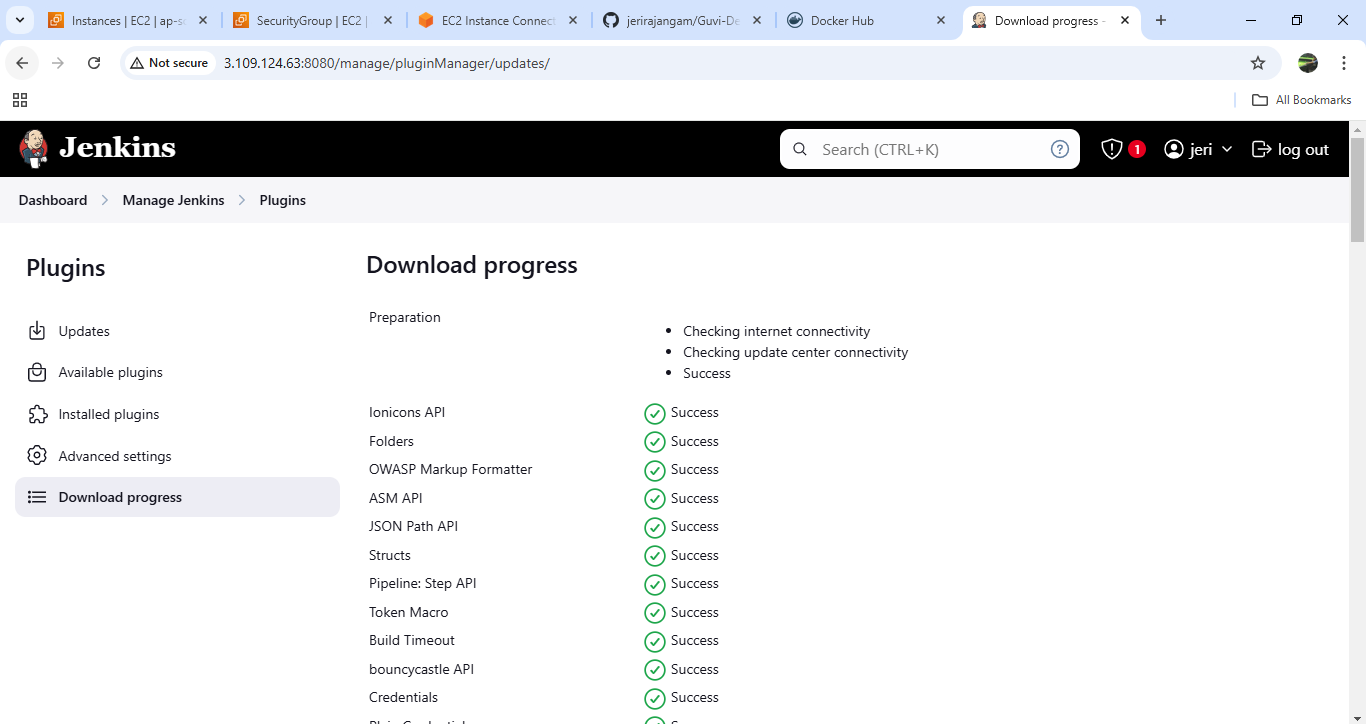 Instances | EC2 | ap-so
SecurityGroup | EC2 |
EC2 Instance Connect
jerirajangam/Guvi-De
Docker Hub
Download progress -
Not secure
3.109.124.63:8080/manage/pluginManager/updates/
All Bookmarks
Jenkins
Search (CTRL+K)
?
1
jeri
log out
Dashboard
Manage Jenkins
Plugins
Plugins
Updates
Available plugins
Installed plugins
Advanced settings
Download progress
Download progress
Preparation
Checking internet connectivity
Checking update center connectivity
Success
Ionicons API Success
Folders Success
OWASP Markup Formatter Success
ASM API Success
JSON Path API Success
Structs Success
Pipeline: Step API Success
Token Macro Success
Build Timeout Success
bouncycastle API Success
Credentials Success